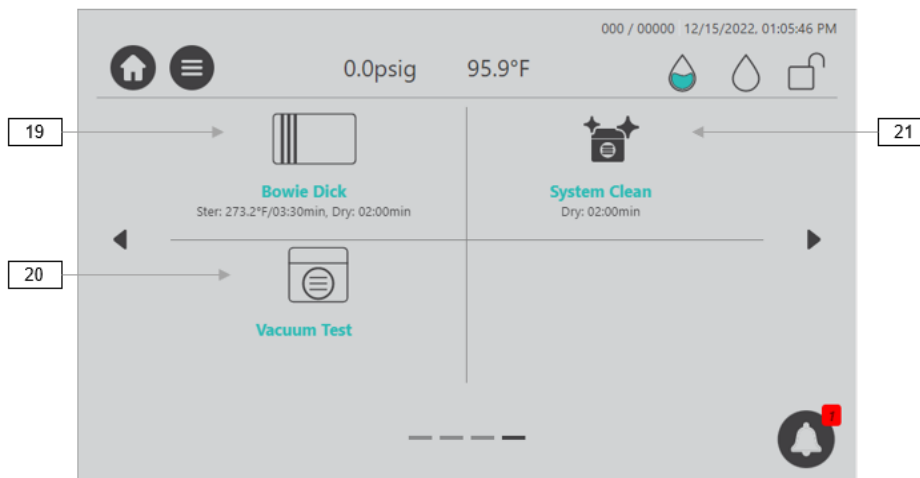 000 / 00000 12/15/2022, 01:05:46 PM
0.0psig 95.9°F
19
21
Bowie Dick
Ster: 273.2°F/03:30min, Dry: 02:00min
System Clean
Dry: 02:00min
20
Vacuum Test
1